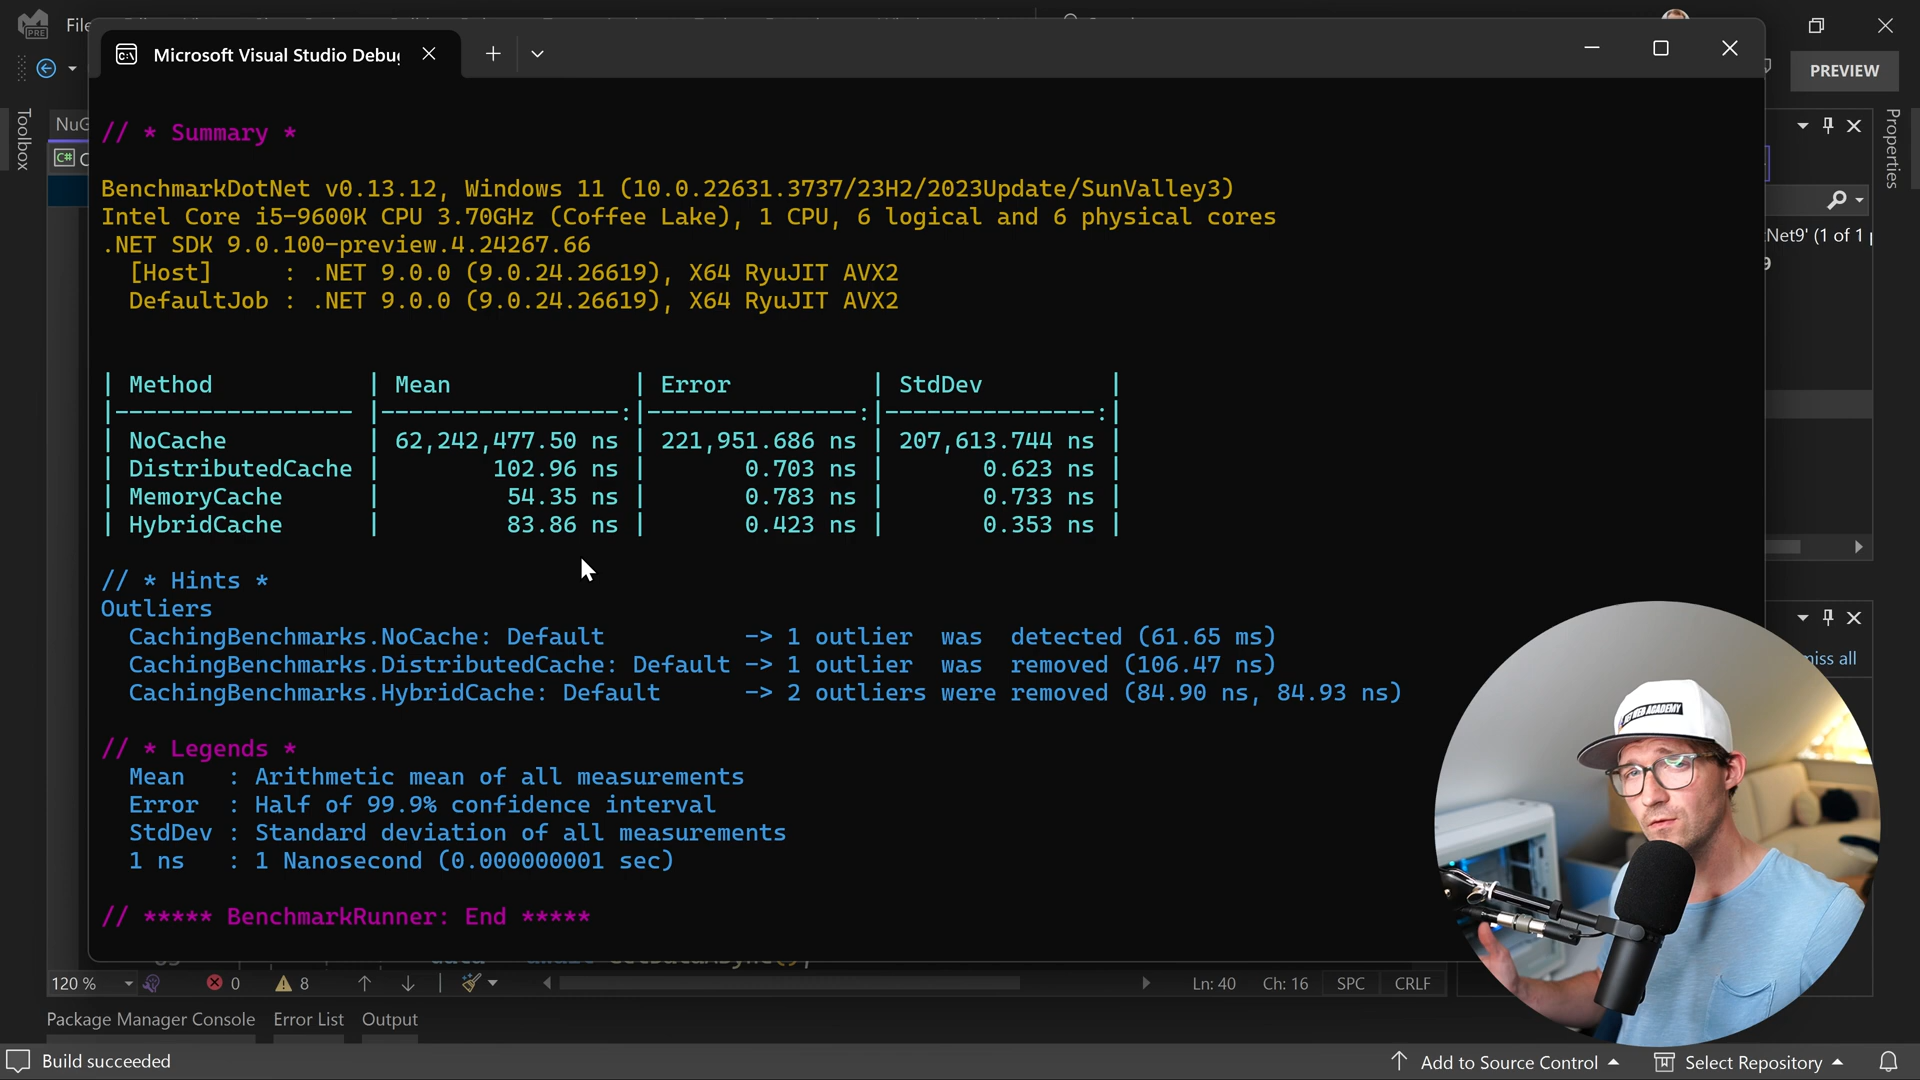 File
Microsoft Visual Studio Debug
PREVIEW
Toolbox
NuG
Properties
// * Summary *
BenchmarkDotNet v0.13.12, Windows 11 (10.0.22631.3737/23H2/2023Update/SunValley3)
Intel Core i5-9600K CPU 3.70GHz (Coffee Lake), 1 CPU, 6 logical and 6 physical cores
.NET SDK 9.0.100-preview.4.24267.66
[Host]     : .NET 9.0.0 (9.0.24.26619), X64 RyuJIT AVX2
DefaultJob : .NET 9.0.0 (9.0.24.26619), X64 RyuJIT AVX2
Net9' (1 of 1 p
9
| Method | Mean | Error | StdDev |
|----------------- |-----------------:|---------------:|---------------:|
| NoCache | 62,242,477.50 ns | 221,951.686 ns | 207,613.744 ns |
| DistributedCache | 102.96 ns | 0.703 ns | 0.623 ns |
| MemoryCache | 54.35 ns | 0.783 ns | 0.733 ns |
| HybridCache | 83.86 ns | 0.423 ns | 0.353 ns |
// * Hints *
Outliers
CachingBenchmarks.NoCache: Default -> 1 outlier was detected (61.65 ms)
CachingBenchmarks.DistributedCache: Default -> 1 outlier was removed (106.47 ns)
CachingBenchmarks.HybridCache: Default -> 2 outliers were removed (84.90 ns, 84.93 ns)
miss all
// * Legends *
Mean   : Arithmetic mean of all measurements
Error  : Half of 99.9% confidence interval
StdDev : Standard deviation of all measurements
1 ns   : 1 Nanosecond (0.000000001 sec)
// ***** BenchmarkRunner: End *****
120 %
0
8
Ln: 40
Ch: 16
SPC
CRLF
Package Manager Console
Error List
Output
Build succeeded
Add to Source Control
Select Repository